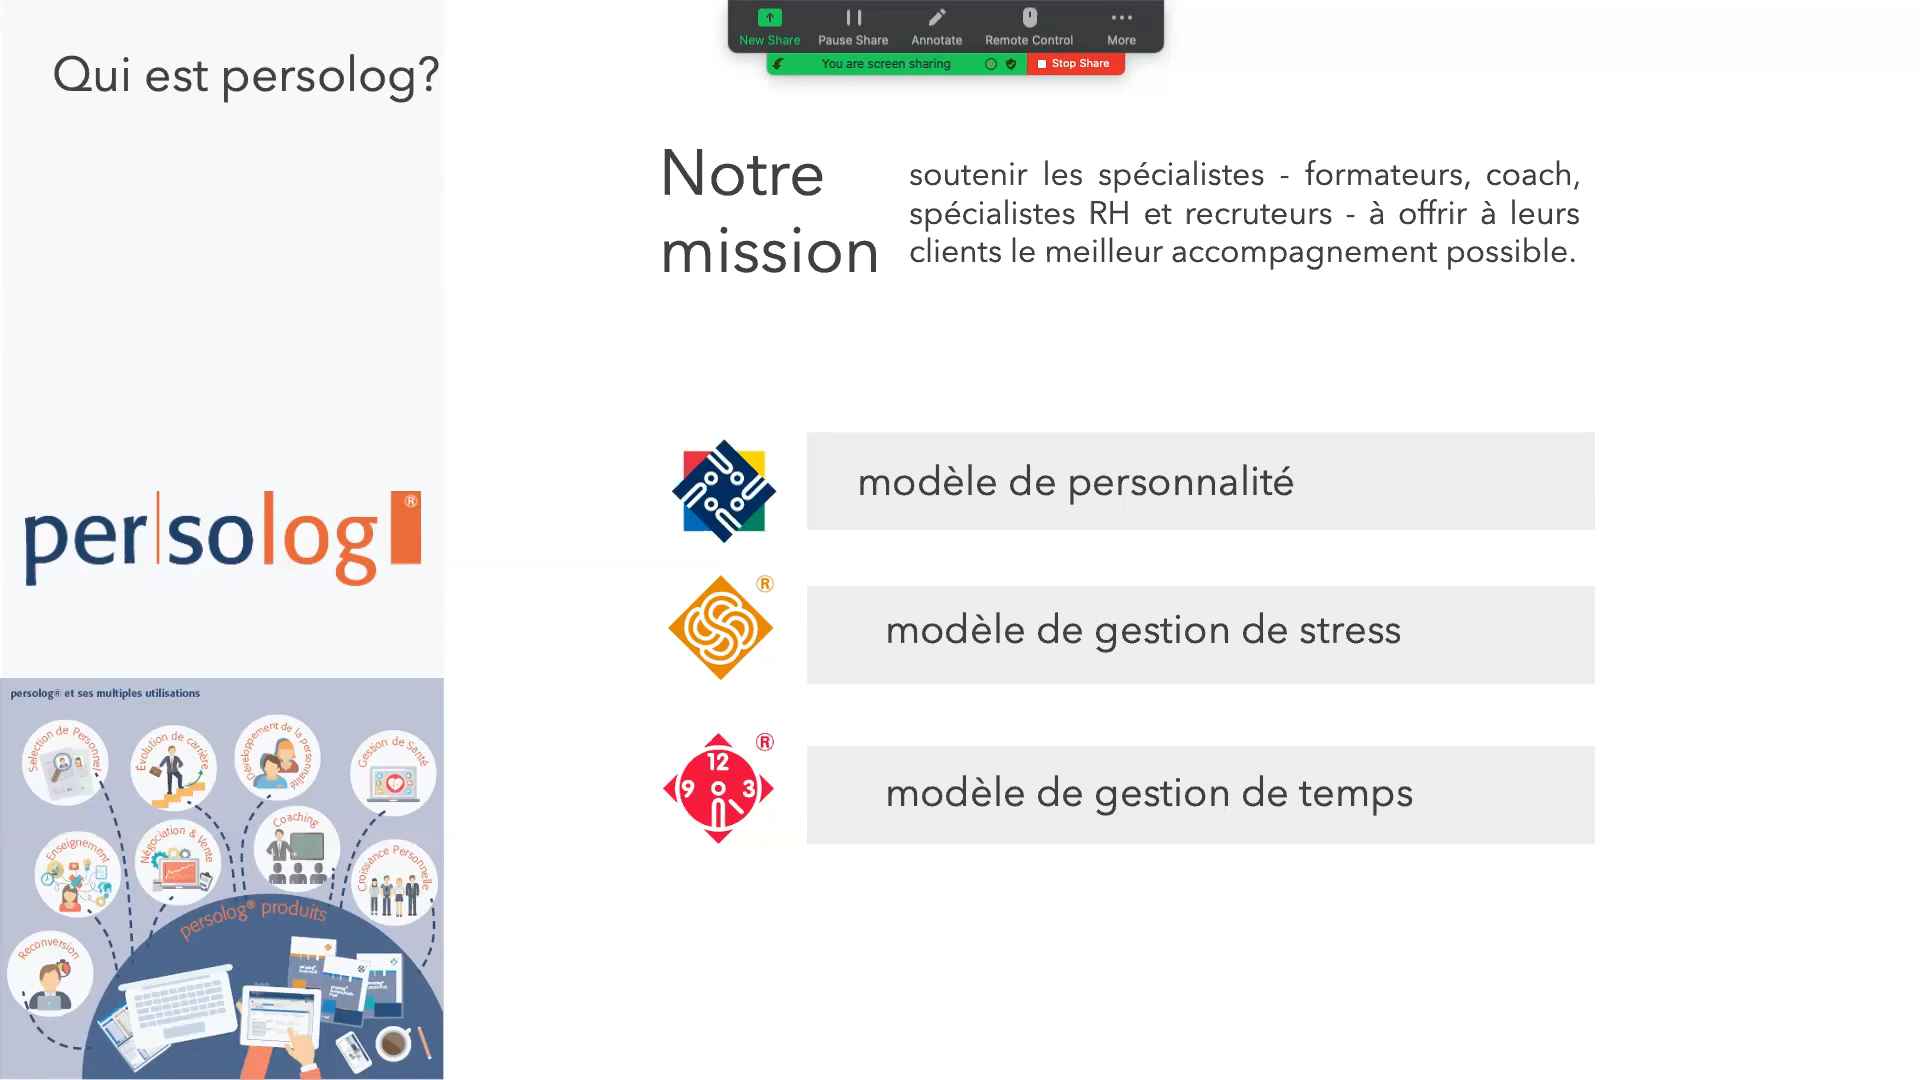 New Share
Pause Share
Annotate
Remote Control
More
You are screen sharing
Stop Share
Qui est persolog?
Notre
mission
soutenir les spécialistes - formateurs, coach,
spécialistes RH et recruteurs - à offrir à leurs
clients le meilleur accompagnement possible.
modèle de personnalité
®
modèle de gestion de stress
®
12
9 3
modèle de gestion de temps
persolog
®
persolog® et ses multiples utilisations
Selection de Personnel
Évolution de carrière
Développement de la personnalité
Gestion de Santé
Enseignement
Négociation & Vente
Coaching
Croissance Personnelle
Reconversion
persolog® produits